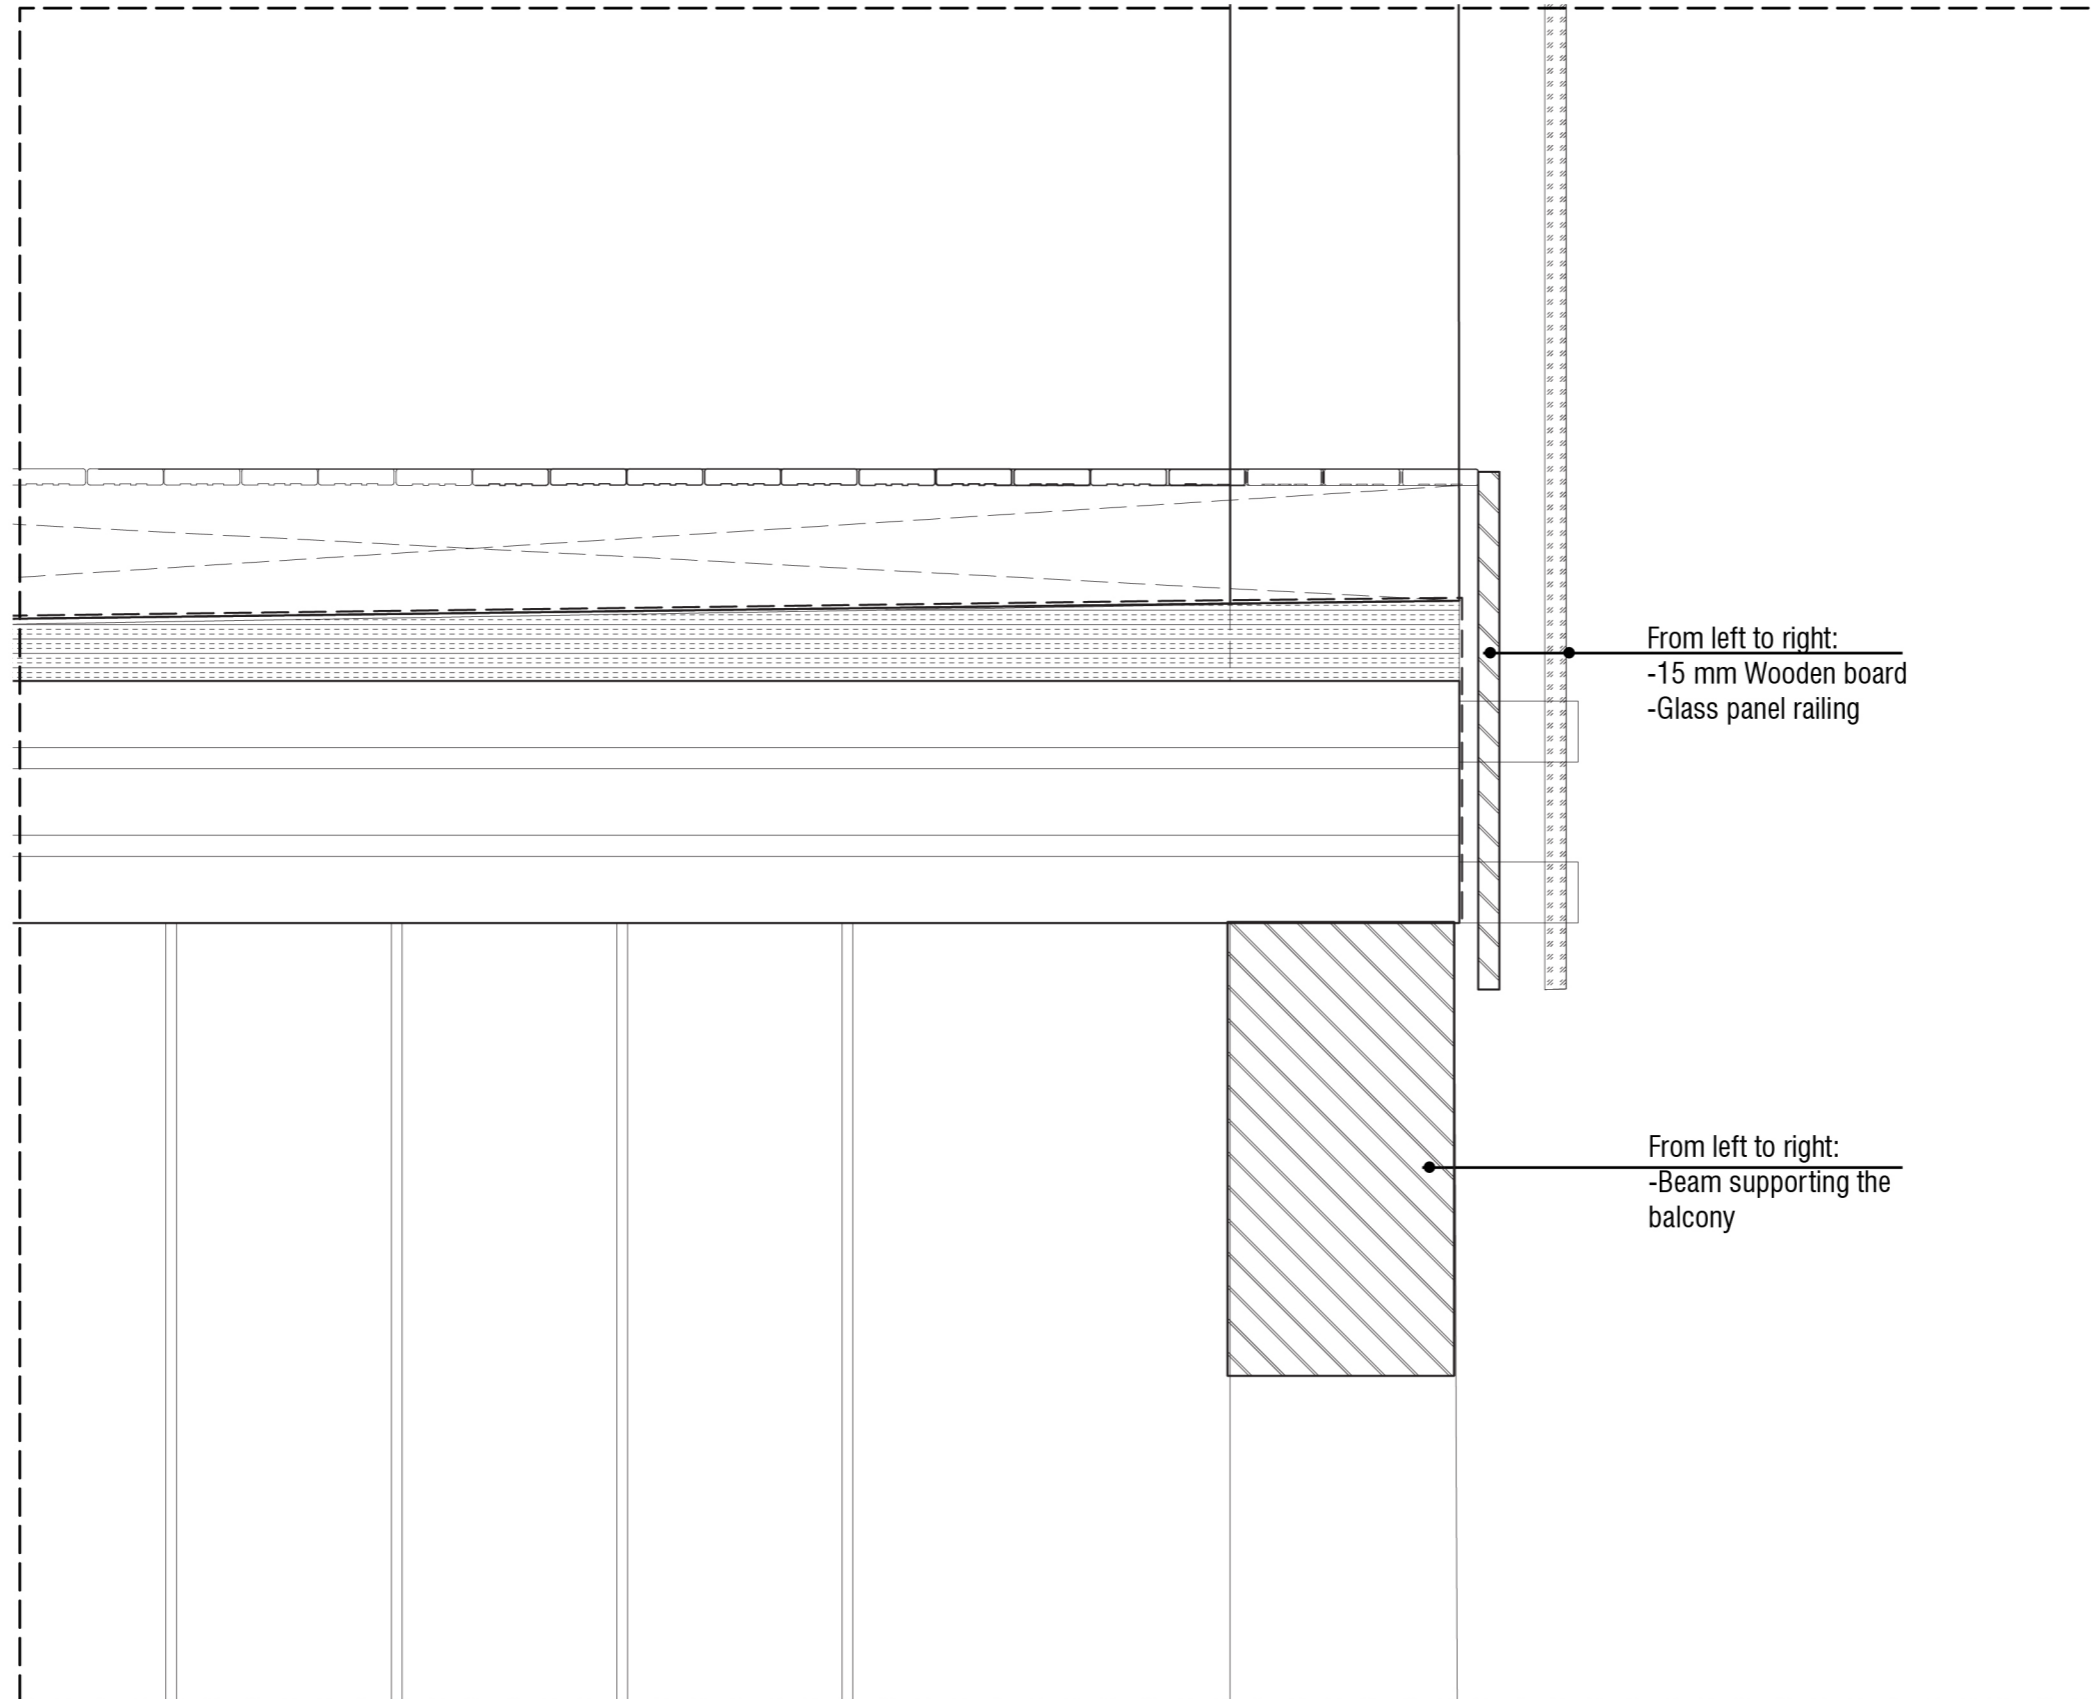 From left to right:
-15 mm Wooden board
-Glass panel railing
From left to right:
-Beam supporting the
balcony